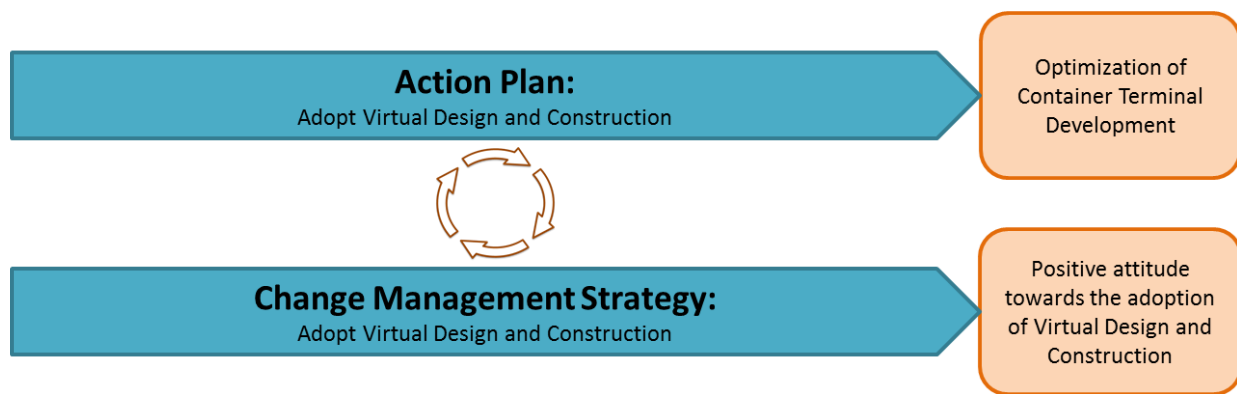 Action Plan:
Adopt Virtual Design and Construction
Optimization of
Container Terminal
Development
Change Management Strategy:
Adopt Virtual Design and Construction
Positive attitude
towards the adoption
of Virtual Design and
Construction